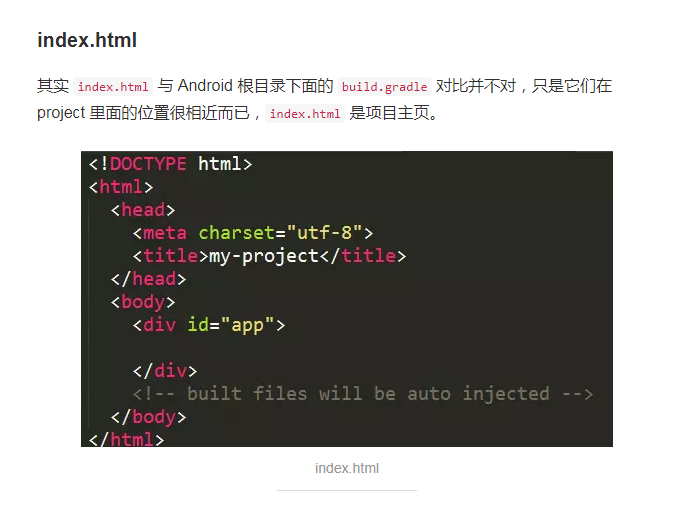 index.html
其实 index.html 与 Android 根目录下面的 build.gradle 对比并不对，只是它们在
project 里面的位置很相近而已，index.html 是项目主页。
<!DOCTYPE html>
<html>
  <head>
    <meta charset="utf-8">
    <title>my-project</title>
  </head>
  <body>
    <div id="app">
    </div>
    <!-- built files will be auto injected -->
  </body>
</html>
index.html